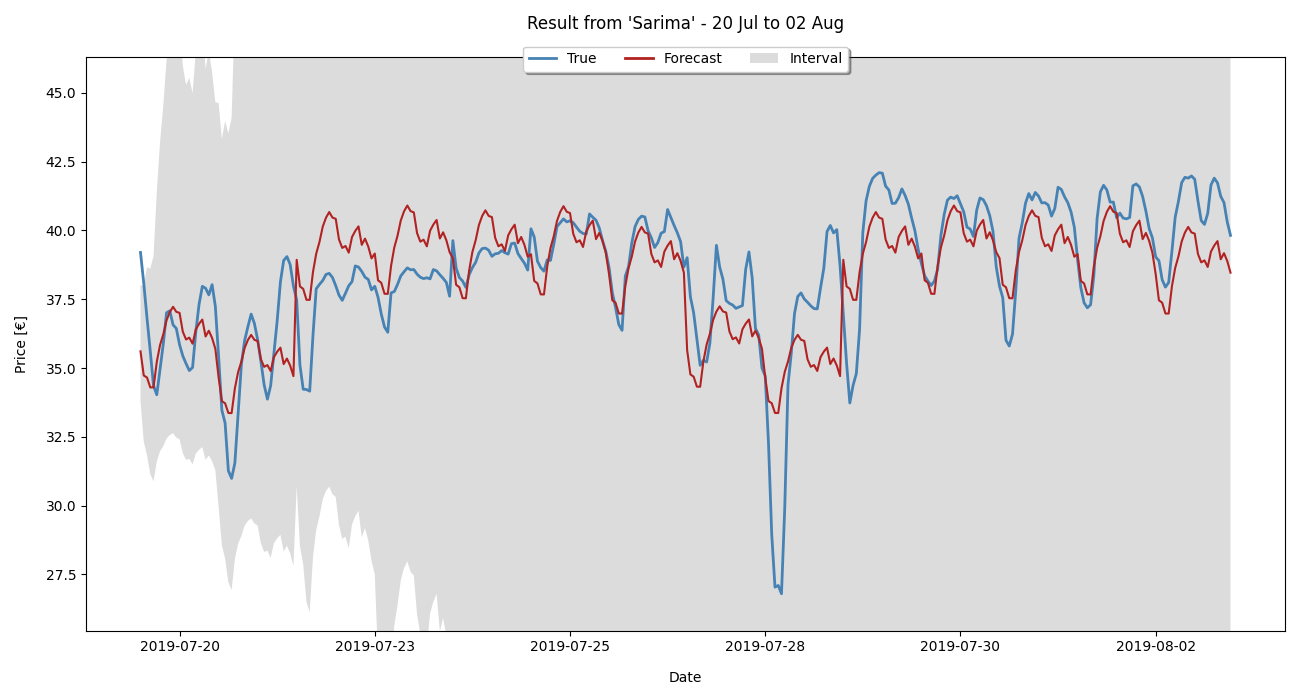 Result from 'Sarima' - 20 Jul to 02 Aug
True Forecast Interval
45.0
42.5
40.0
37.5
35.0
32.5
30.0
27.5
Price [€]
2019-07-20 2019-07-23 2019-07-25 2019-07-28 2019-07-30 2019-08-02
Date